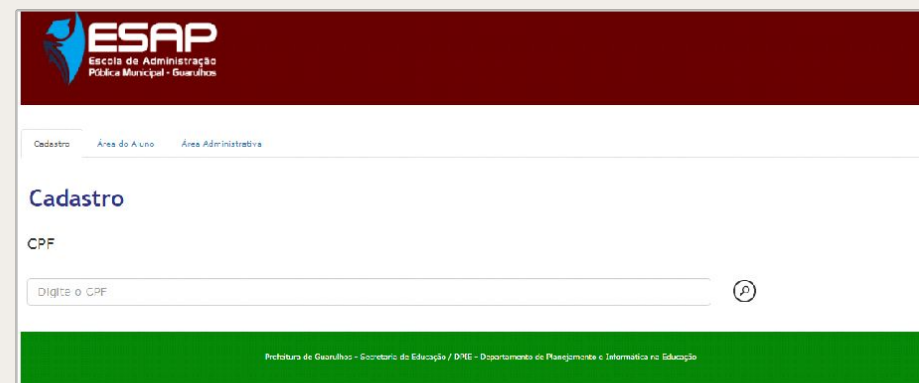 ESAP
Escola de Administração
Pública Municipal - Guarulhos
Cadastro Área do Aluno Área Administrativa
Cadastro
CPF
Digite o CPF
Prefeitura de Guarulhos - Secretaria de Educação / DPIE - Departamento de Planejamento e Informática na Educação